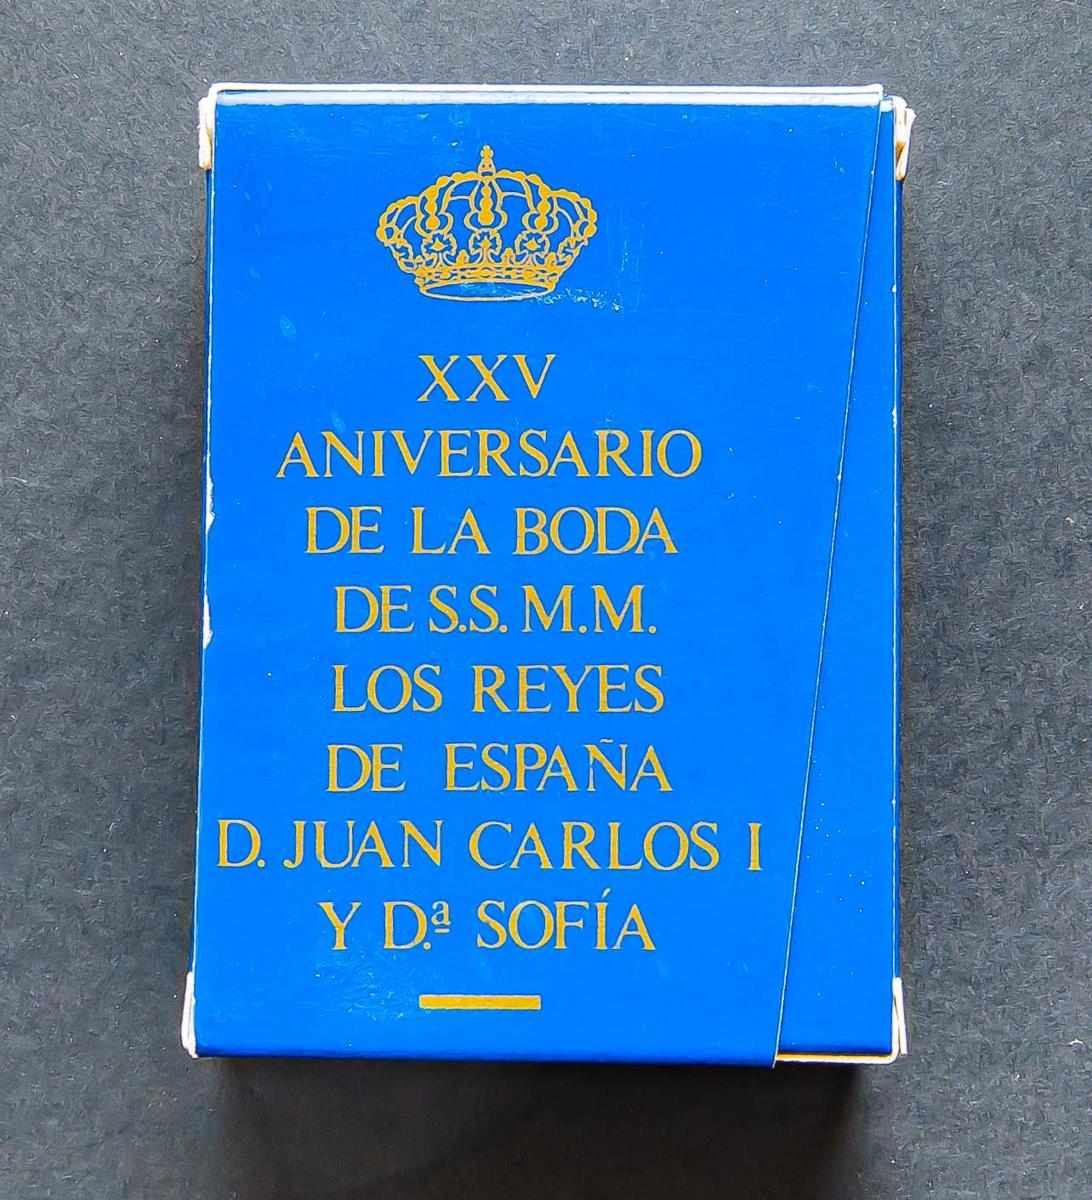 XXV
ANIVERSARIO
DE LA BODA
DE S.S. M.M.
LOS REYES
DE ESPAÑA
D. JUAN CARLOS I
Y D.ª SOFÍA